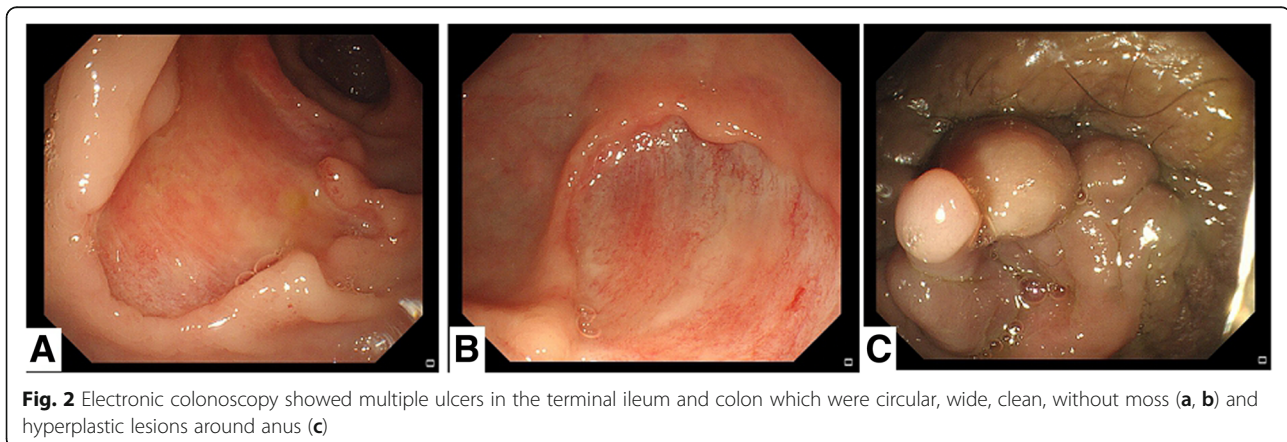 A B C
Fig. 2 Electronic colonoscopy showed multiple ulcers in the terminal ileum and colon which were circular, wide, clean, without moss (a, b) and
hyperplastic lesions around anus (c)